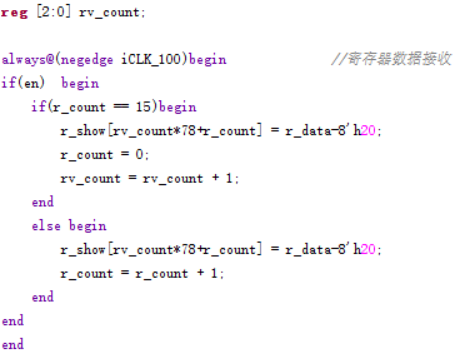 reg [2:0] rv_count;
always@(negedge iCLK_100)begin //寄存器数据接收
if(en) begin
if(r_count == 15)begin
r_show[rv_count*78+r_count] = r_data-8'h20;
r_count = 0;
rv_count = rv_count + 1;
end
else begin
r_show[rv_count*78+r_count] = r_data-8'h20;
r_count = r_count + 1;
end
end
end